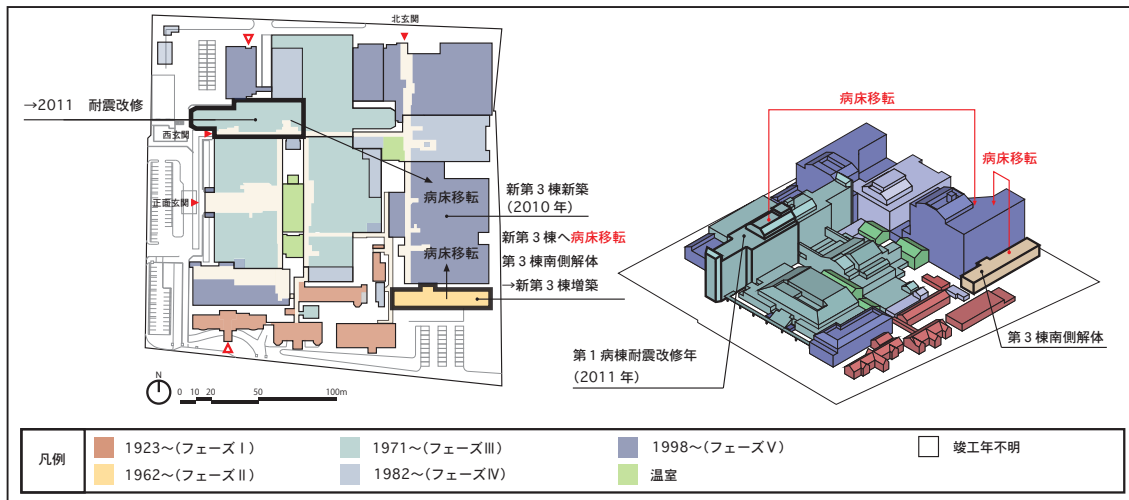 北玄関
→2011 耐震改修
西玄関
正面玄関
病床移転
新第3棟新築
(2010 年)
新第3棟へ病床移転
病床移転
第3棟南側解体
→新第3棟増築
N
0 10 20 50 100m
病床移転
病床移転
第1病棟耐震改修年
(2011 年)
第3棟南側解体
凡例
1923〜(フェーズⅠ)
1971〜(フェーズⅢ)
1998〜(フェーズⅤ)
竣工年不明
1962〜(フェーズⅡ)
1982〜(フェーズⅣ)
温室